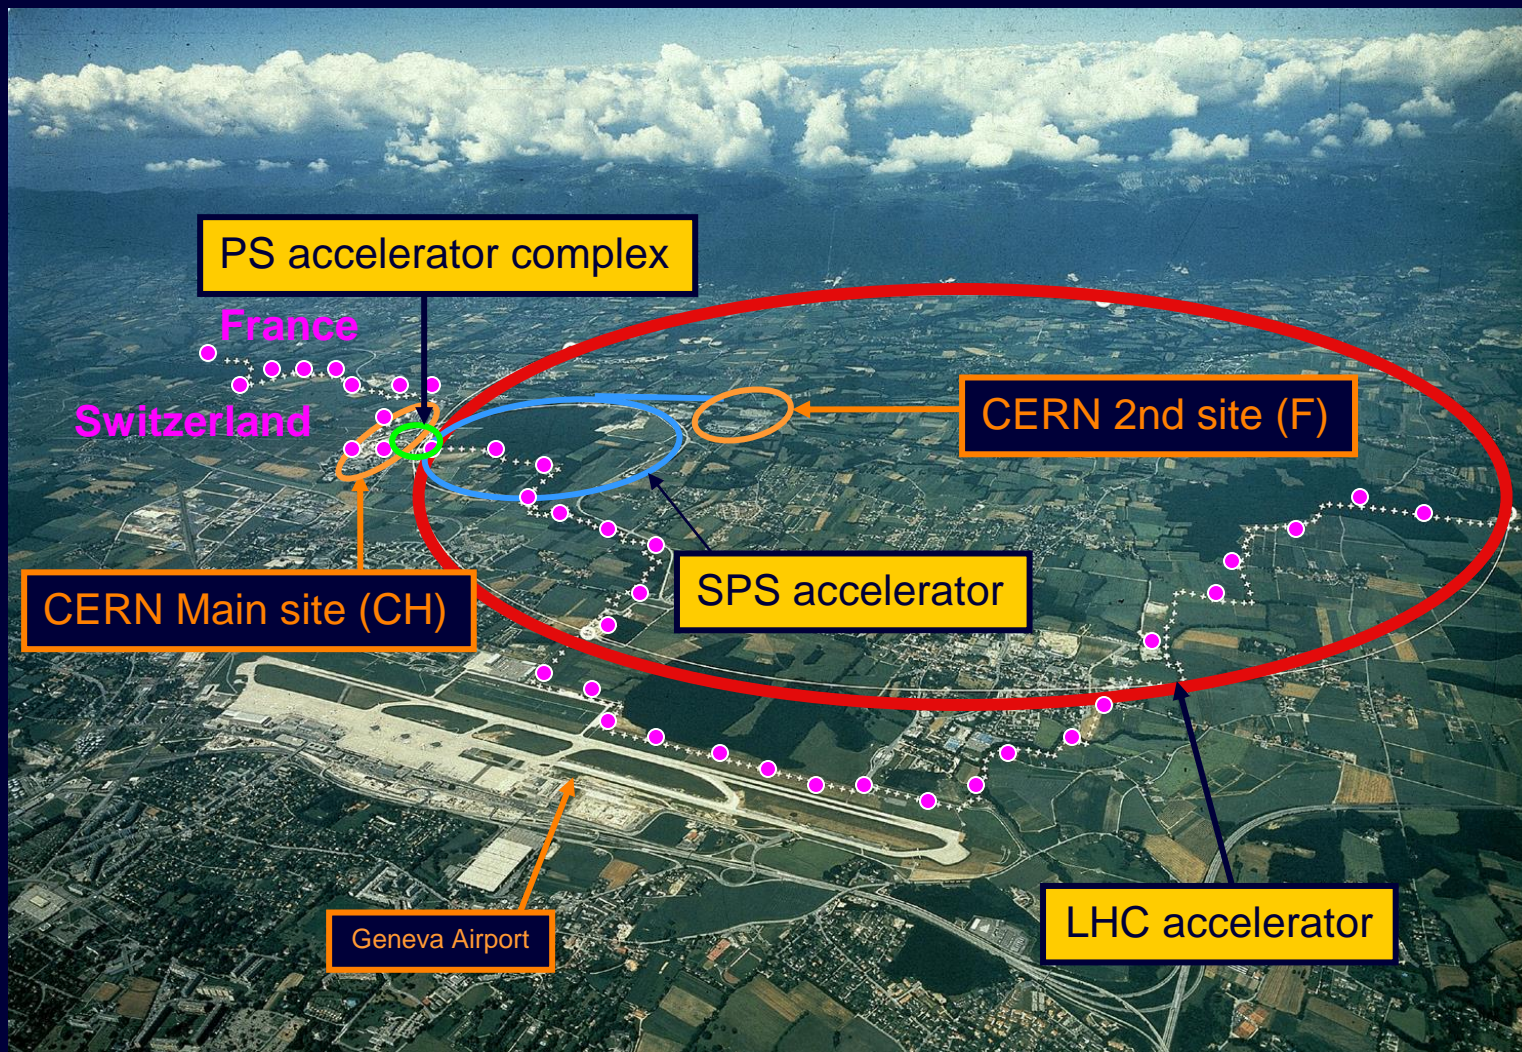 PS accelerator complex
France
Switzerland
CERN 2nd site (F)
SPS accelerator
CERN Main site (CH)
LHC accelerator
Geneva Airport